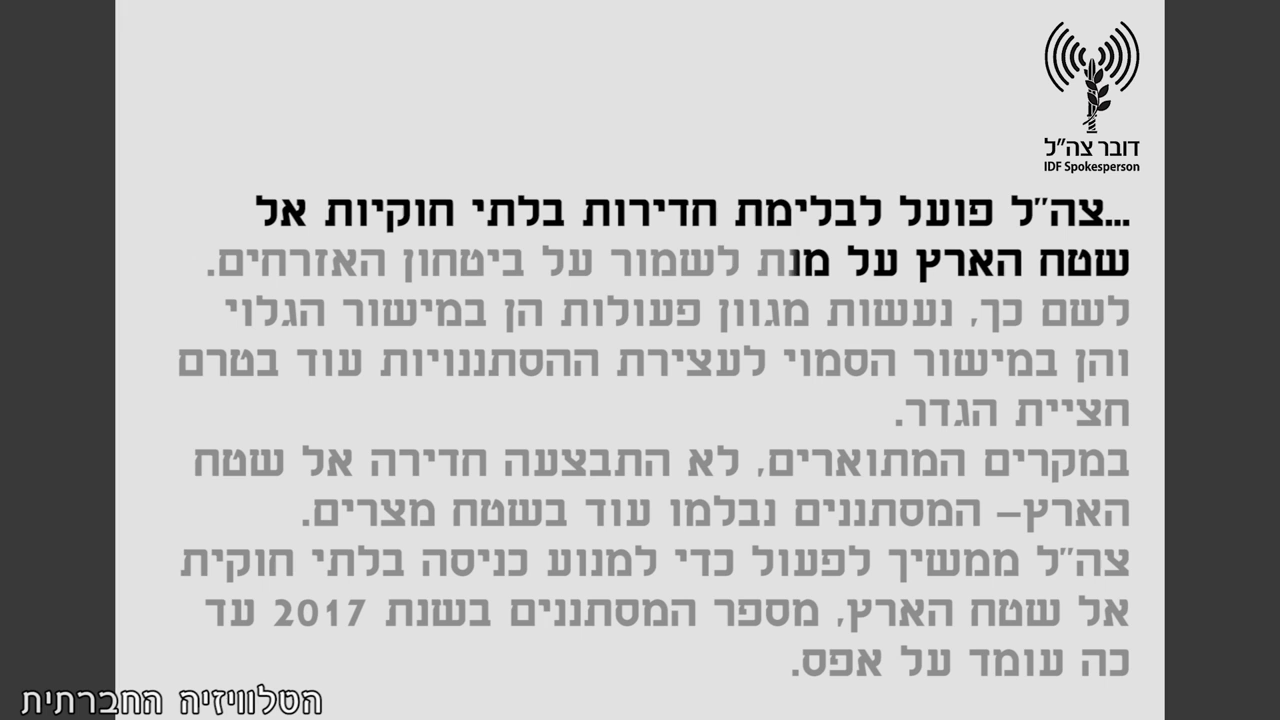 דובר צה"ל
IDF Spokesperson
...צה"ל פועל לבלימת חדירות בלתי חוקיות אל
שטח הארץ על מנת לשמור על ביטחון האזרחים.
לשם כך, נעשות מגוון פעולות הן במישור הגלוי
והן במישור הסמוי לעצירת ההסתננויות עוד בטרם
חציית הגדר.
במקרים המתוארים, לא התבצעה חדירה אל שטח
הארץ– המסתננים נבלמו עוד בשטח מצרים.
צה"ל ממשיך לפעול כדי למנוע כניסה בלתי חוקית
אל שטח הארץ, מספר המסתננים בשנת 2017 עד
כה עומד על אפס.
הטלוויזיה החברתית